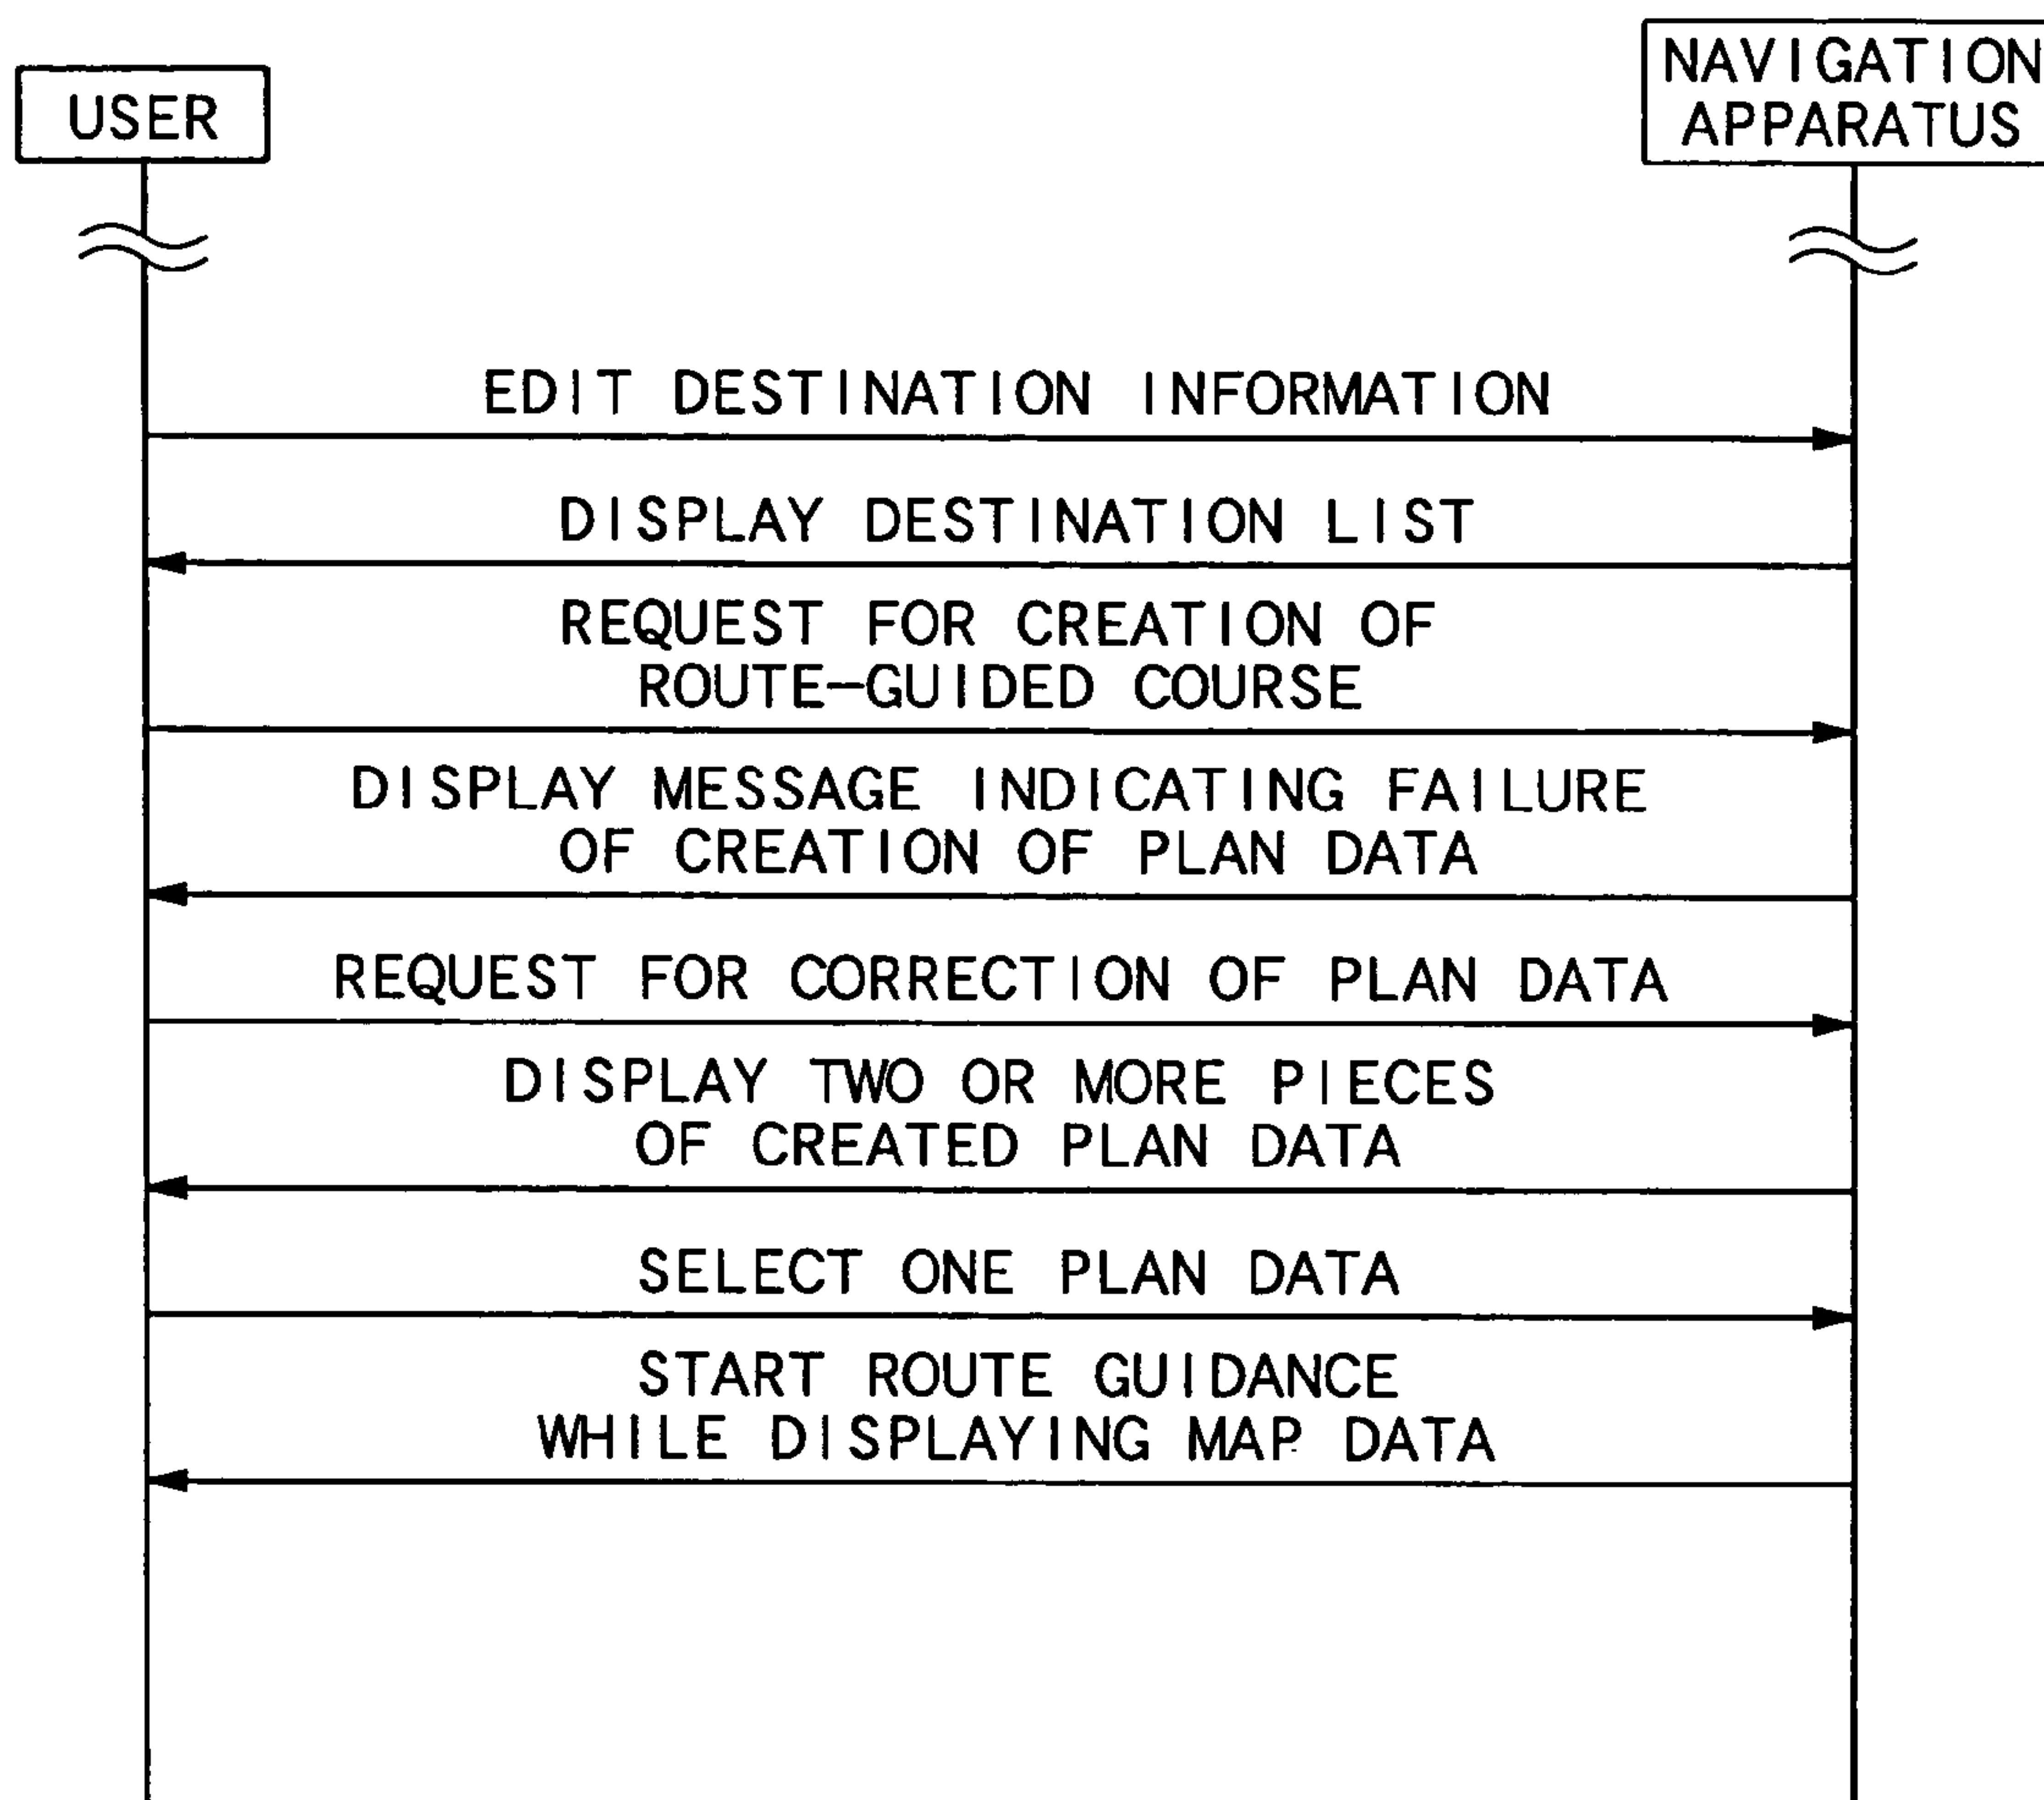 USER
NAVIGATION
APPARATUS
EDIT DESTINATION INFORMATION
DISPLAY DESTINATION LIST
REQUEST FOR CREATION OF
ROUTE-GUIDED COURSE
DISPLAY MESSAGE INDICATING FAILURE
OF CREATION OF PLAN DATA
REQUEST FOR CORRECTION OF PLAN DATA
DISPLAY TWO OR MORE PIECES
OF CREATED PLAN DATA
SELECT ONE PLAN DATA
START ROUTE GUIDANCE
WHILE DISPLAYING MAP DATA